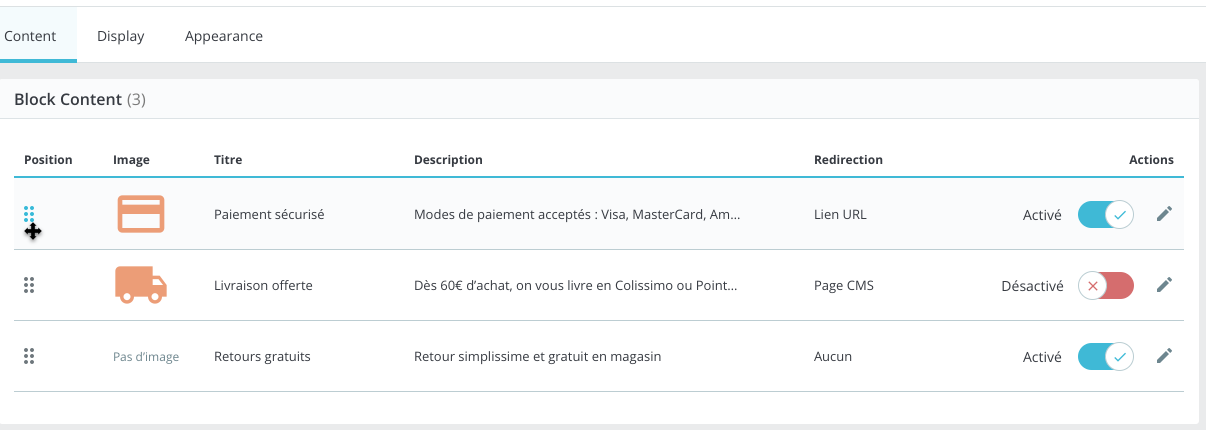 Content Display Appearance
Block Content (3)
Position Image Titre Description Redirection Actions
Paiement sécurisé Modes de paiement acceptés : Visa, MasterCard, Am... Lien URL Activé
Livraison offerte Dès 60€ d’achat, on vous livre en Colissimo ou Point... Page CMS Désactivé
Pas d’image Retours gratuits Retour simplissime et gratuit en magasin Aucun Activé